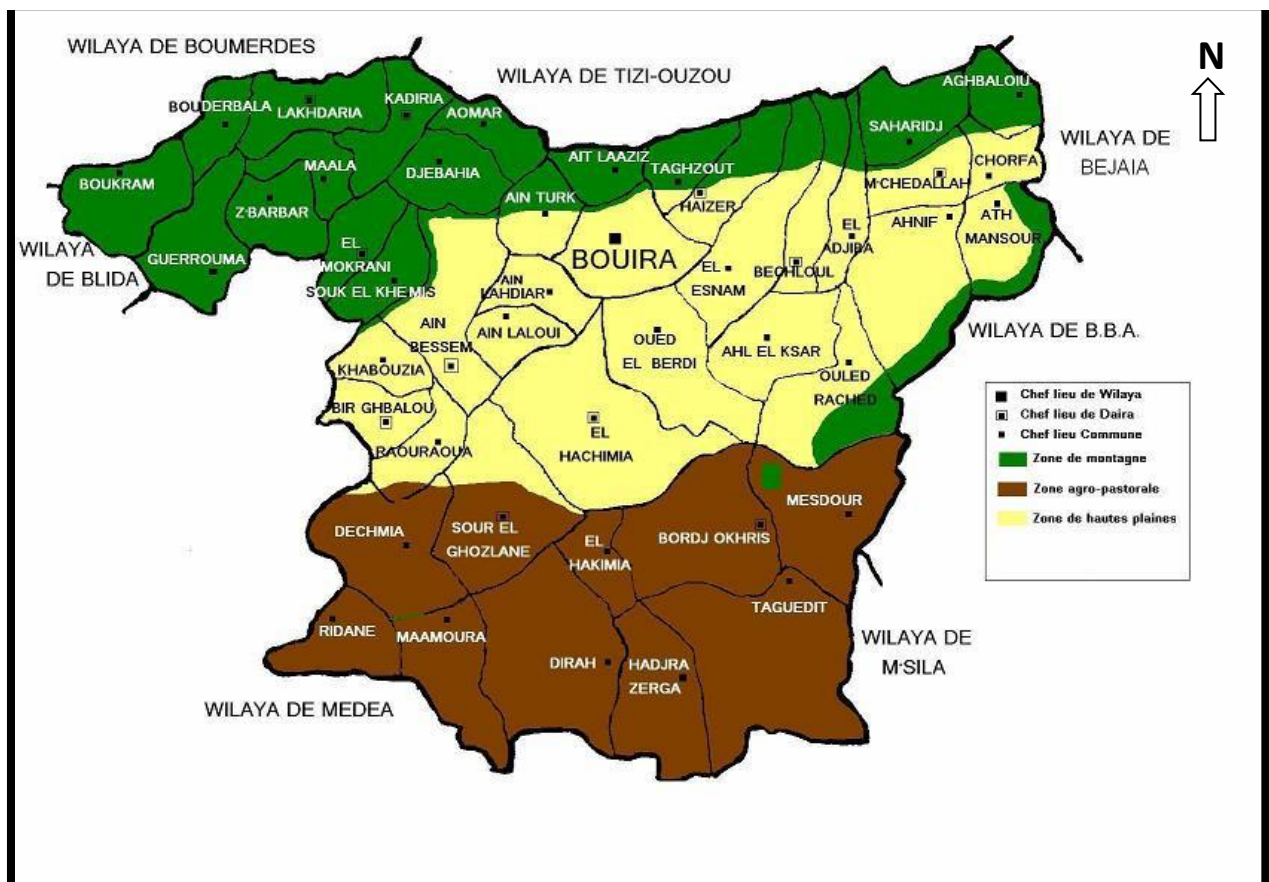 WILAYA DE BOUMERDES
N
WILAYA DE TIZI-OUZOU
AGHBALOIU
KADIRIA
BOUDERBALA
LAKHDARIA
AOMAR
SAHARIDJ
WILAYA DE
BEJAIA
AIT LAAZIZ
CHORFA
MAALA
DJEBAHIA
TAGHZOUT
M'CHEDALLAH
BOUKRAM
AIN TURK
HAIZER
Z'BARBAR
ATH
MANSOUR
AHNIF
EL
ADJIBA
WILAYA
DE BLIDA
GUERROUMA
EL
MOKRANI
BOUIRA
EL
ESNAM
BECHLOUL
SOUK EL KHEMIS
AIN
LAHDIAR
AIN
BESSEM
AIN LALOUI
OUED
EL BERDI
AHL EL KSAR
WILAYA DE B.B.A.
KHABOUZIA
OULED
RACHED
BIR GHBALOU
RAOURAOUA
EL
HACHIMIA
Chef lieu de Wilaya
Chef lieu de Daira
Chef lieu Commune
Zone de montagne
Zone agro-pastorale
Zone de hautes plaines
MESDOUR
DECHMIA
SOUR EL
GHOZLANE
EL
HAKIMIA
BORDJ OKHRIS
TAGUEDIT
RIDANE
MAAMOURA
WILAYA DE
M'SILA
DIRAH
HADJRA
ZERGA
WILAYA DE MEDEA